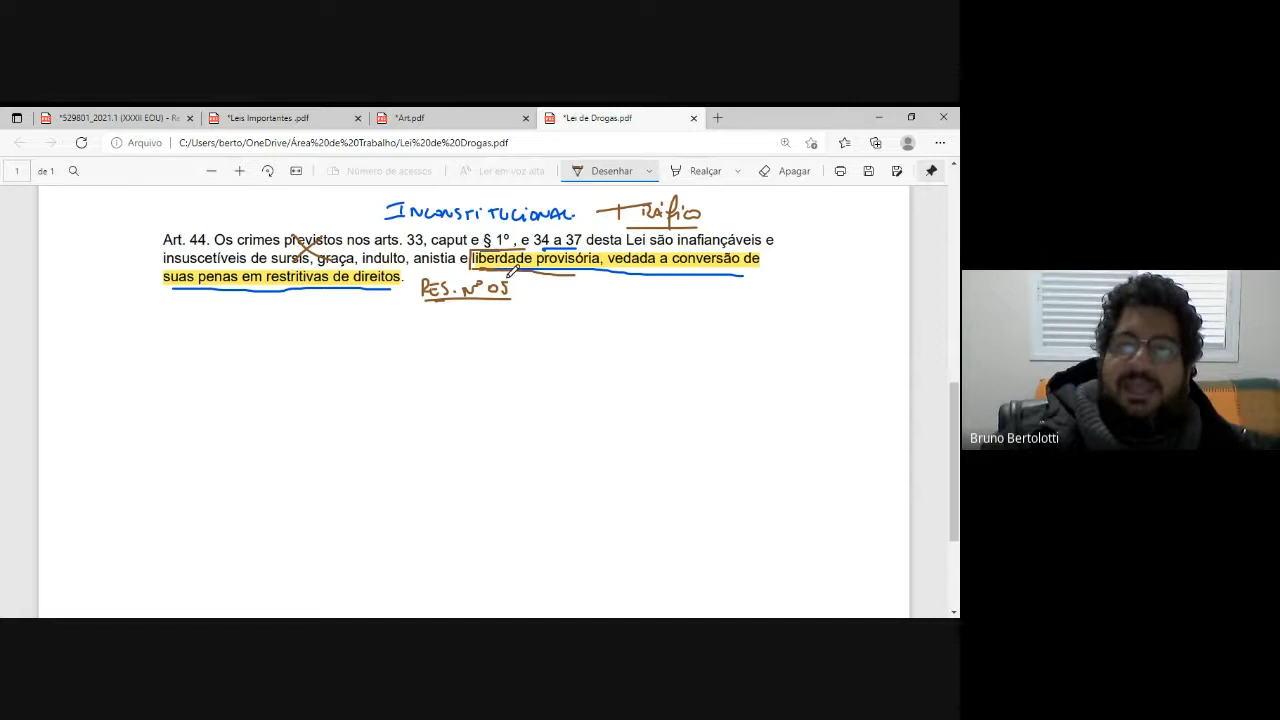 *529801_2021.1 (XXXII EOU) - Re
*Leis Importantes .pdf
*Art.pdf
*Lei de Drogas.pdf
Arquivo
C:/Users/berto/OneDrive/Área%20de%20Trabalho/Lei%20de%20Drogas.pdf
1
de 1
Número de acessos
Ler em voz alta
Desenhar
Realçar
Apagar
INCONSTITUCIONAL
TRÁFICO
Art. 44. Os crimes previstos nos arts. 33, caput e § 1º , e 34 a 37 desta Lei são inafiançáveis e
insuscetíveis de sursis, graça, indulto, anistia e liberdade provisória, vedada a conversão de
suas penas em restritivas de direitos.
RES. Nº 05
Bruno Bertolotti